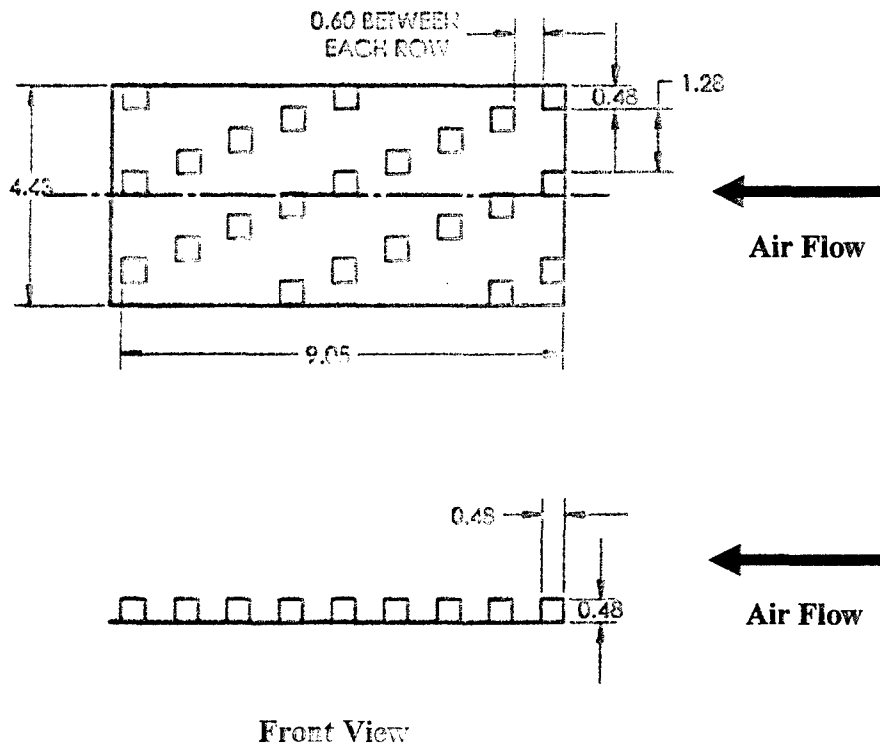 0.60 BETWEEN
EACH ROW
1.28
0.48
4.43
Air Flow
9.05
0.48
0.48
Air Flow
Front View